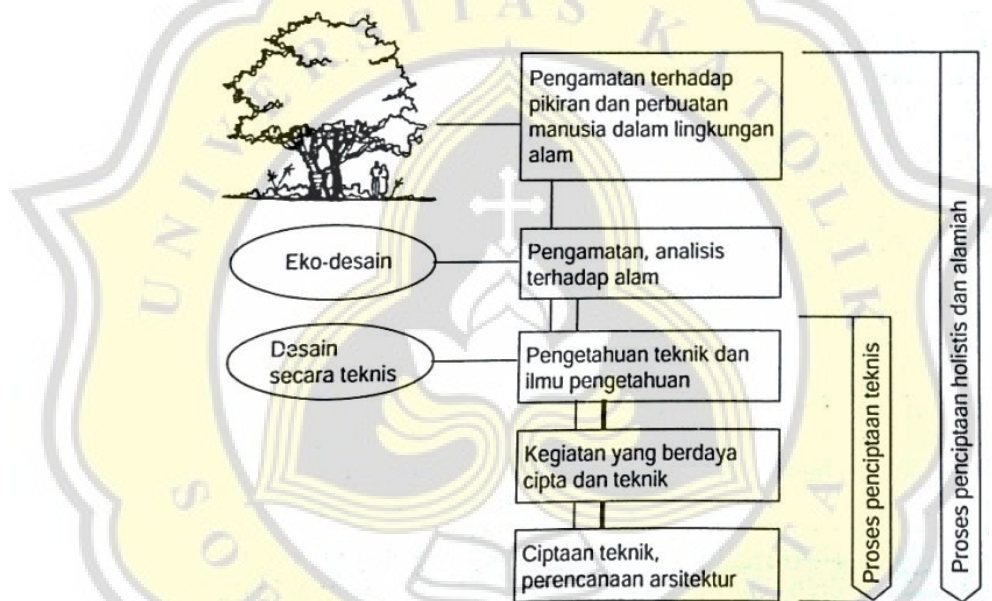 Pengamatan terhadap
pikiran dan perbuatan
manusia dalam lingkungan
alam
Eko-desain
Pengamatan, analisis
terhadap alam
Desain
secara teknis
Pengetahuan teknik dan
ilmu pengetahuan
Kegiatan yang berdaya
cipta dan teknik
Ciptaan teknik,
perencanaan arsitektur
Proses penciptaan teknis
Proses penciptaan holistis dan alamiah
UNIVERSITAS KATOLIK